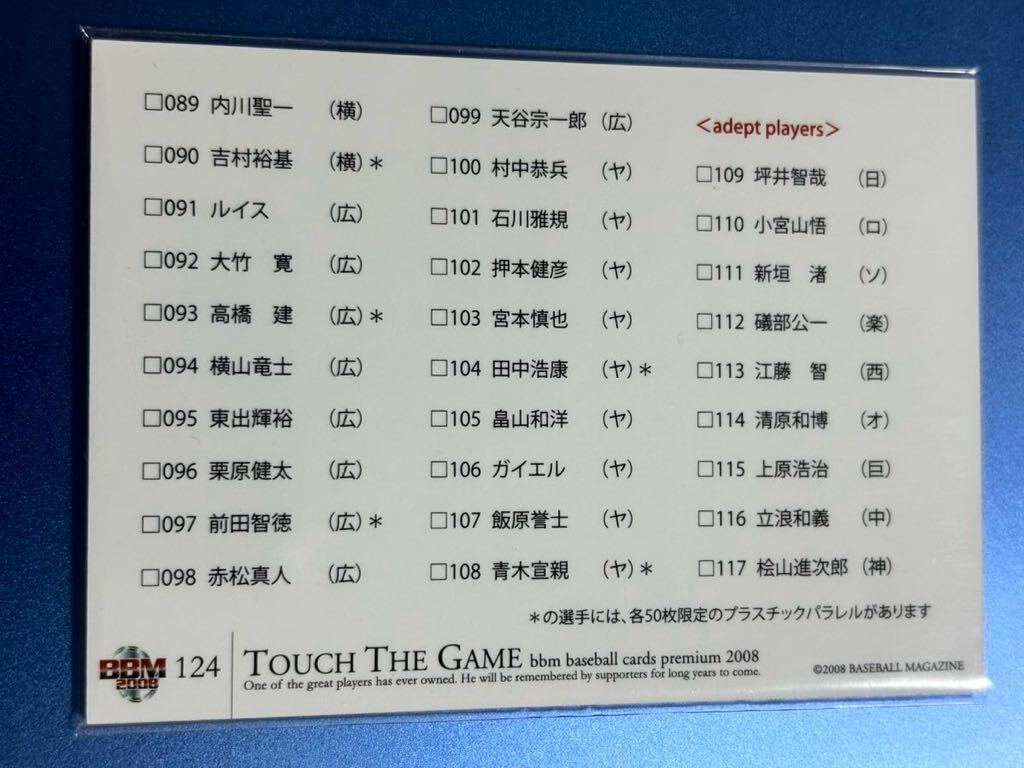 □089 内川聖一 (横)
□090 吉村裕基 (横)*
□091 ルイス (広)
□092 大竹 寛 (広)
□093 高橋 建 (広)*
□094 横山竜士 (広)
□095 東出輝裕 (広)
□096 栗原健太 (広)
□097 前田智徳 (広)*
□098 赤松真人 (広)
□099 天谷宗一郎 (広)
□100 村中恭兵 (ヤ)
□101 石川雅規 (ヤ)
□102 押本健彦 (ヤ)
□103 宮本慎也 (ヤ)
□104 田中浩康 (ヤ)*
□105 畠山和洋 (ヤ)
□106 ガイエル (ヤ)
□107 飯原誉士 (ヤ)
□108 青木宣親 (ヤ)*
<adept players>
□109 坪井智哉 (日)
□110 小宮山悟 (ロ)
□111 新垣 渚 (ソ)
□112 礒部公一 (楽)
□113 江藤 智 (西)
□114 清原和博 (オ)
□115 上原浩治 (巨)
□116 立浪和義 (中)
□117 桧山進次郎 (神)
*の選手には、各50枚限定のプラスチックパラレルがあります
BBM
2008
124
TOUCH THE GAME bbm baseball cards premium 2008
One of the great players has ever owned. He will be remembered by supporters for long years to come.
©2008 BASEBALL MAGAZINE